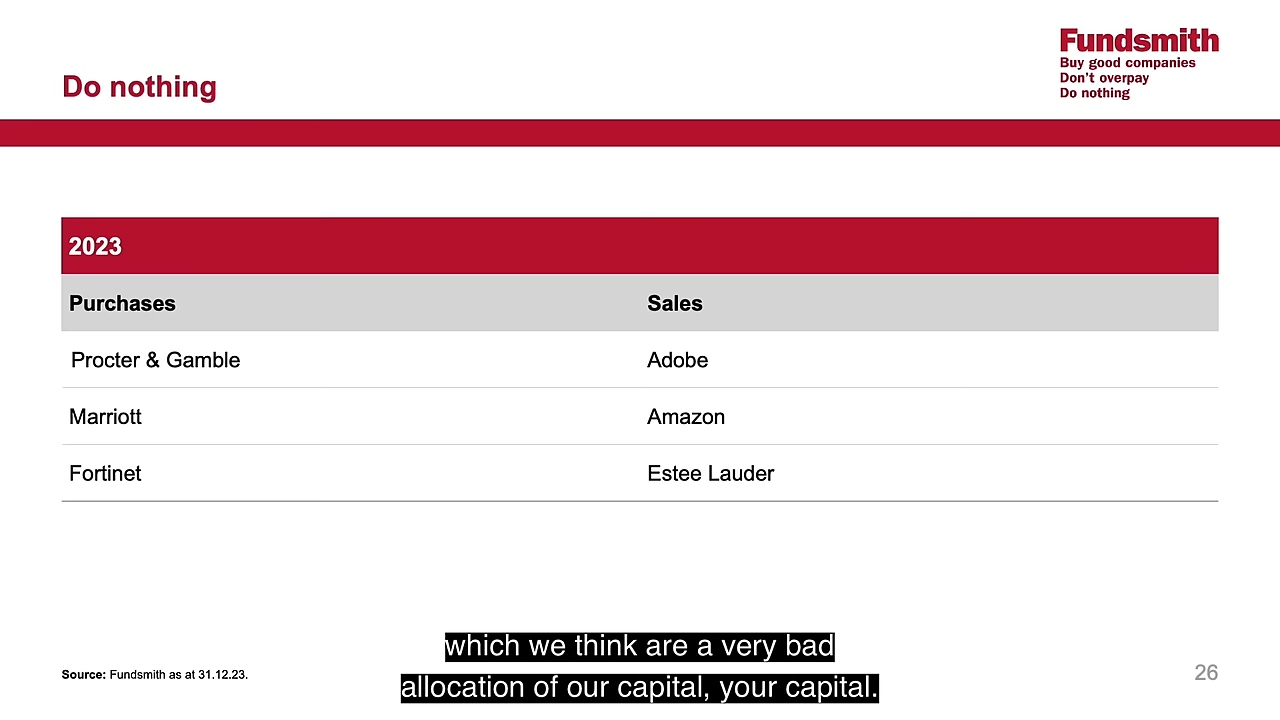 Fundsmith
Buy good companies
Don't overpay
Do nothing
Do nothing
2023
Purchases Sales
Procter & Gamble Adobe
Marriott Amazon
Fortinet Estee Lauder
which we think are a very bad
allocation of our capital, your capital.
Source: Fundsmith as at 31.12.23.
26